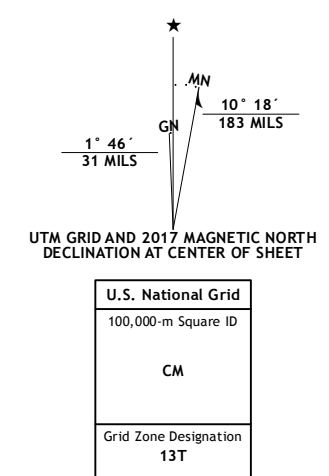 ★
MN
GN
10° 18´
183 MILS
1° 46´
31 MILS
UTM GRID AND 2017 MAGNETIC NORTH
DECLINATION AT CENTER OF SHEET
U.S. National Grid
100,000-m Square ID
CM
Grid Zone Designation
13T